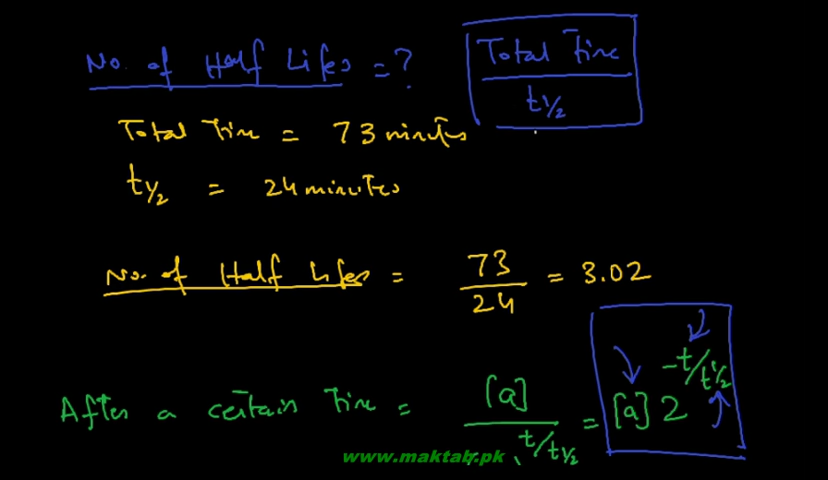 No. of Half Lifes = ?
Total Time
t½
Total Time = 73 minutes
t½ = 24 minutes
No. of Half Lifes = 73/24 = 3.02
After a certain Time = [a] / t/t½ = [a] 2 -t/t½
www.maktab.pk